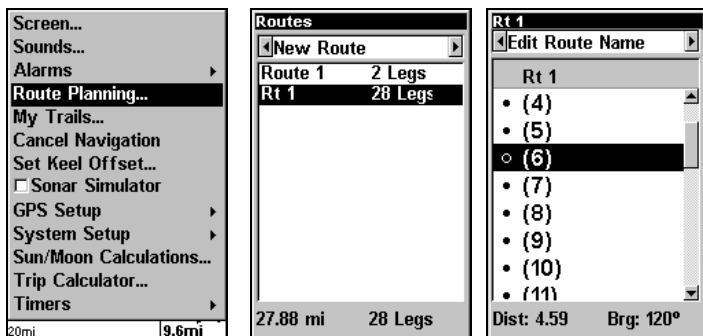 Screen...
Sounds...
Alarms
Route Planning...
My Trails...
Cancel Navigation
Set Keel Offset...
Sonar Simulator
GPS Setup
System Setup
Sun/Moon Calculations...
Trip Calculator...
Timers
20mi 9.6mi
Routes
New Route
Route 1 2 Legs
Rt 1 28 Legs
27.88 mi 28 Legs
Rt 1
Edit Route Name
Rt 1
• (4)
• (5)
○ (6)
• (7)
• (8)
• (9)
• (10)
• (11)
Dist: 4.59 Brg: 120º